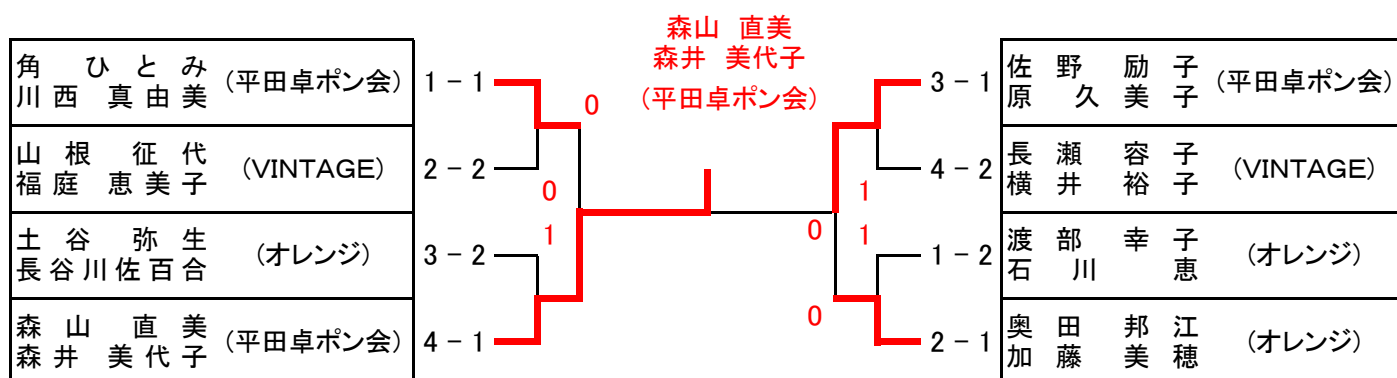 森山 直美
森井 美代子
(平田卓ポン会)
角 ひとみ
川西 真由美
(平田卓ポン会)
1 - 1
0
山根 征代
福庭 恵美子
(VINTAGE)
2 - 2
0
土谷 弥生
長谷川佐百合
(オレンジ)
3 - 2
1
森山 直美
森井 美代子
(平田卓ポン会)
4 - 1
3 - 1
佐野 励子
原 久美子
(平田卓ポン会)
1
4 - 2
長瀬 容子
横井 裕子
(VINTAGE)
0
1
1 - 2
渡部 幸子
石川 恵
(オレンジ)
0
2 - 1
奥田 邦江
加藤 美穂
(オレンジ)